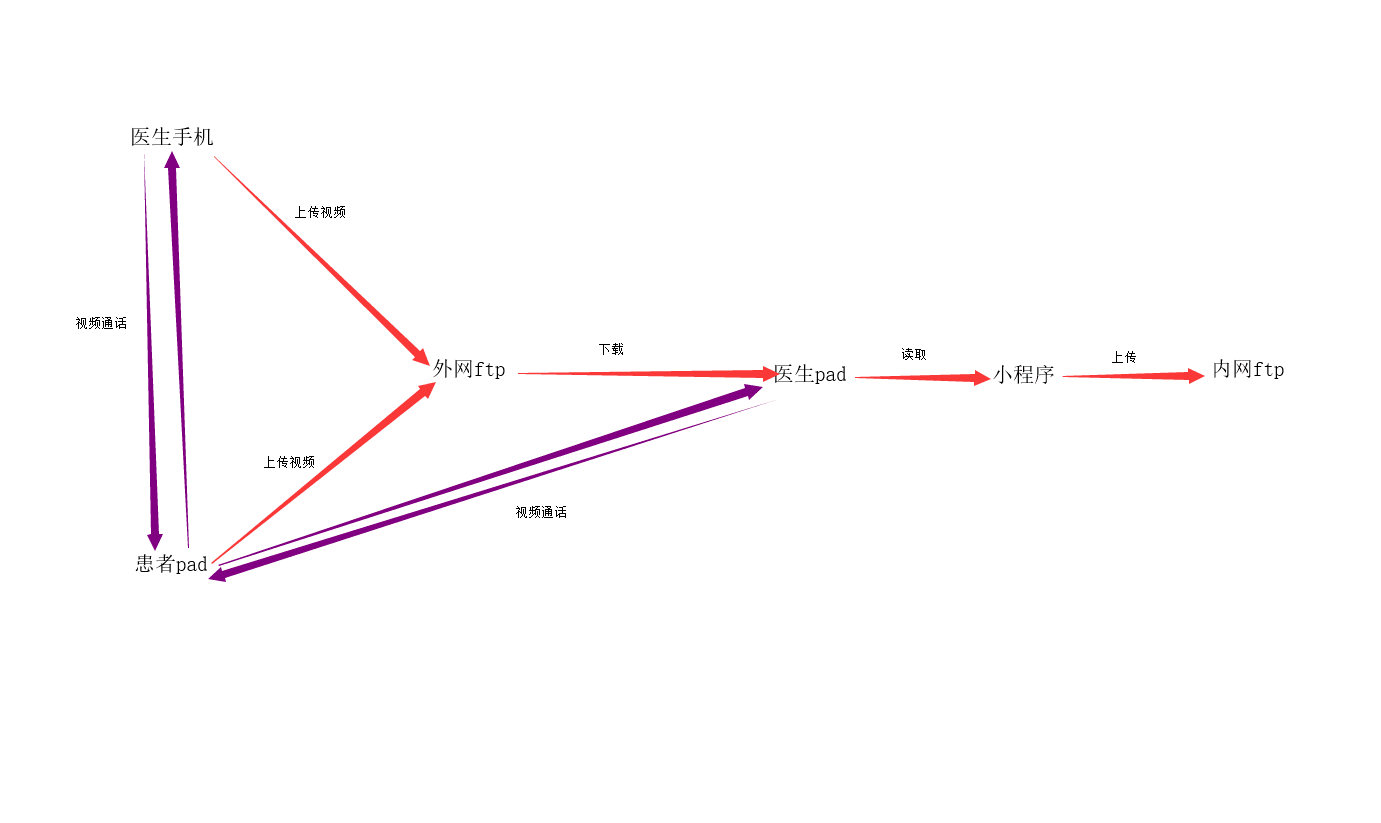 医生手机
上传视频
视频通话
外网ftp
下载
医生pad
读取
小程序
上传
内网ftp
上传视频
视频通话
患者pad